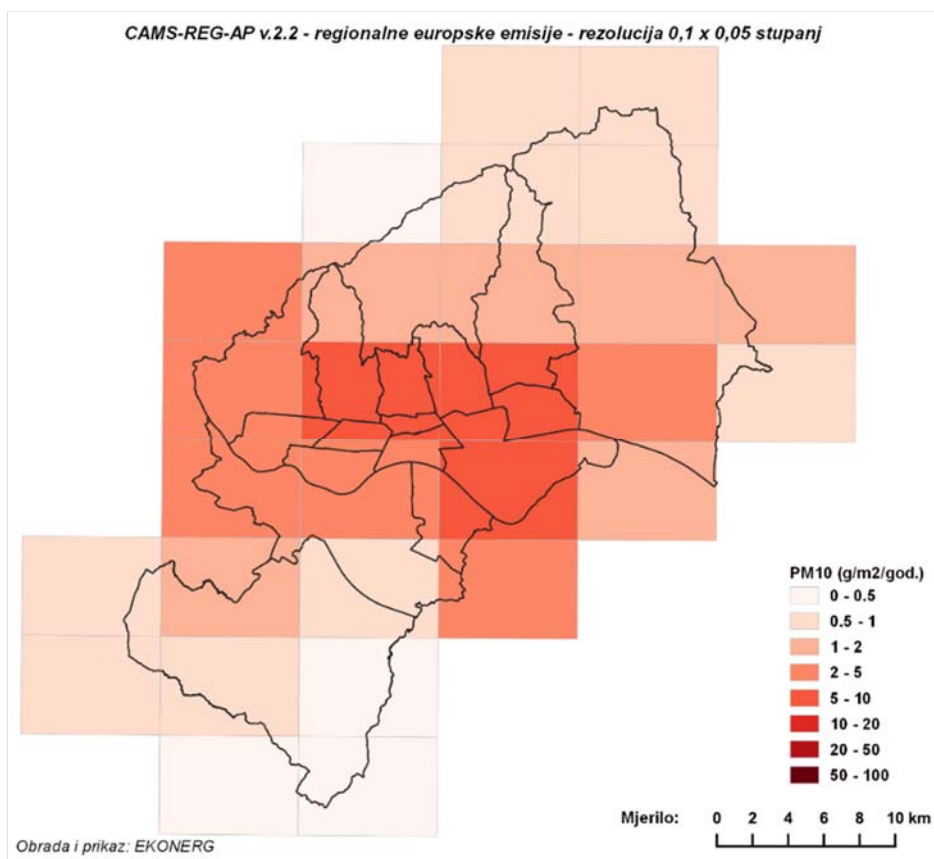 CAMS-REG-AP v.2.2 - regionalne europske emisije - rezolucija 0,1 x 0,05 stupanj
PM10 (g/m2/god.)
0 - 0.5
0.5 - 1
1 - 2
2 - 5
5 - 10
10 - 20
20 - 50
50 - 100
Mjerilo: 0 2 4 6 8 10 km
Obrada i prikaz: EKONERG